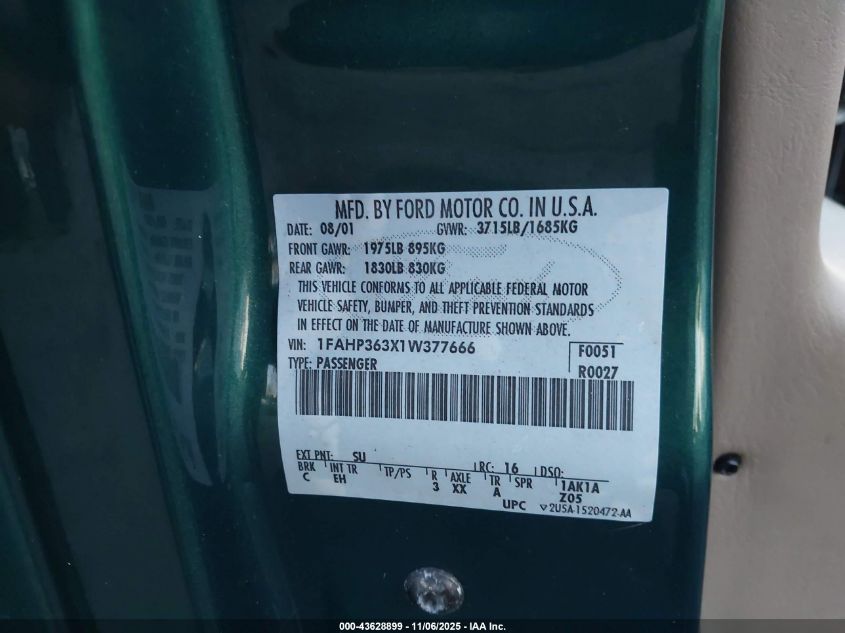 MFD. BY FORD MOTOR CO. IN U.S.A.
DATE: 08/01 GVWR: 3715LB/1685KG
FRONT GAWR: 1975LB 895KG
REAR GAWR: 1830LB 830KG
THIS VEHICLE CONFORMS TO ALL APPLICABLE FEDERAL MOTOR
VEHICLE SAFETY, BUMPER, AND THEFT PREVENTION STANDARDS
IN EFFECT ON THE DATE OF MANUFACTURE SHOWN ABOVE.
VIN: 1FAHP363X1W377666 F0051
TYPE: PASSENGER R0027
EXT PNT: SU RC: 16 DSO:
BRK INT TR TP/PS R AXLE TR SPR 1AK1A
C EH 3 XX A Z05
UPC ▽2U5A-1520472-AA
000-43628899 - 11/06/2025 - IAA Inc.